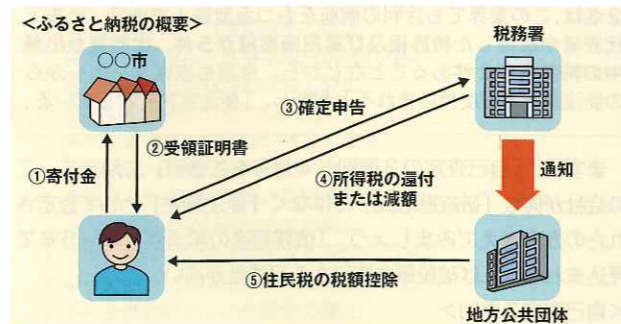 <ふるさと納税の概要>
○○市
税務署
③確定申告
②受領証明書
①寄付金
④所得税の還付
または減額
通知
⑤住民税の税額控除
地方公共団体